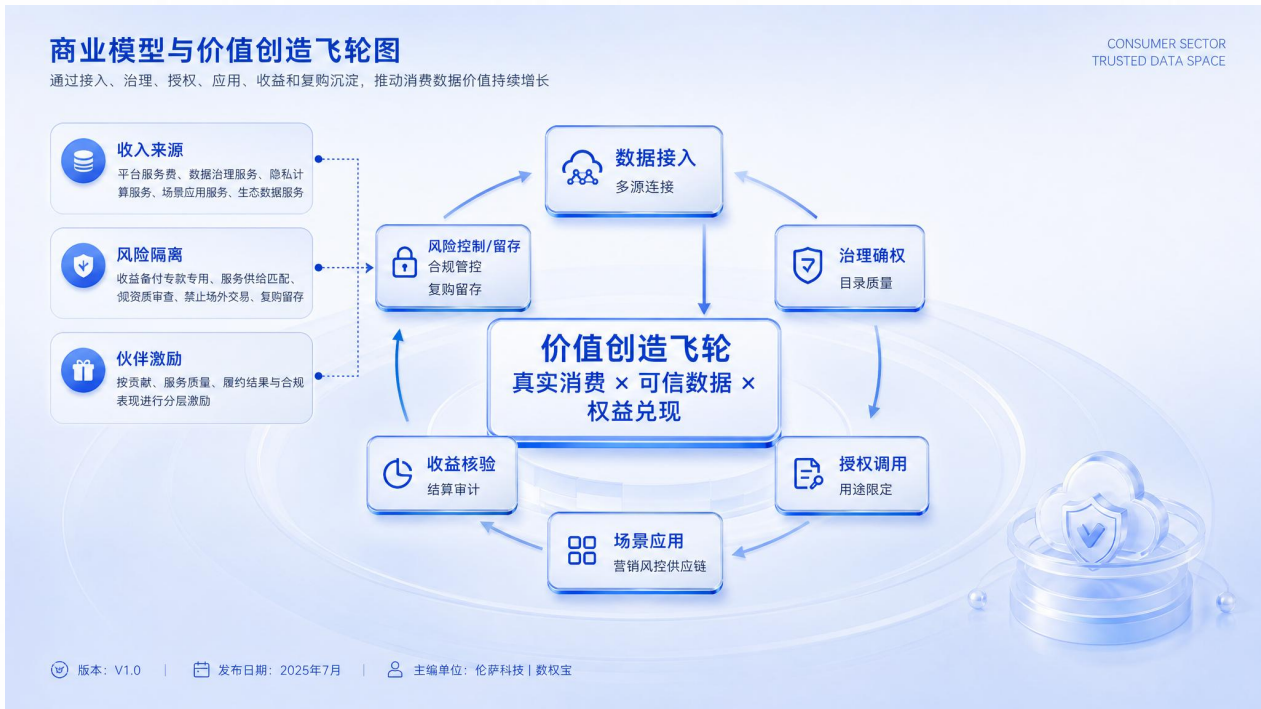 商业模型与价值创造飞轮图
通过接入、治理、授权、应用、收益和复购沉淀，推动消费数据价值持续增长
CONSUMER SECTOR
TRUSTED DATA SPACE
收入来源
平台服务费、数据治理服务、隐私计
算服务、场景应用服务、生态数据服务
风险隔离
收益备付专款专用、服务供给匹配、
规资质审查、禁止场外交易、复购留存
伙伴激励
按贡献、服务质量、履约结果与合规
表现进行分层激励
数据接入
多源连接
风险控制/留存
合规管控
复购留存
治理确权
目录质量
价值创造飞轮
真实消费 × 可信数据 ×
权益兑现
收益核验
结算审计
授权调用
用途限定
场景应用
营销风控供应链
版本：V1.0
发布日期：2025年7月
主编单位：伦萨科技 | 数权宝